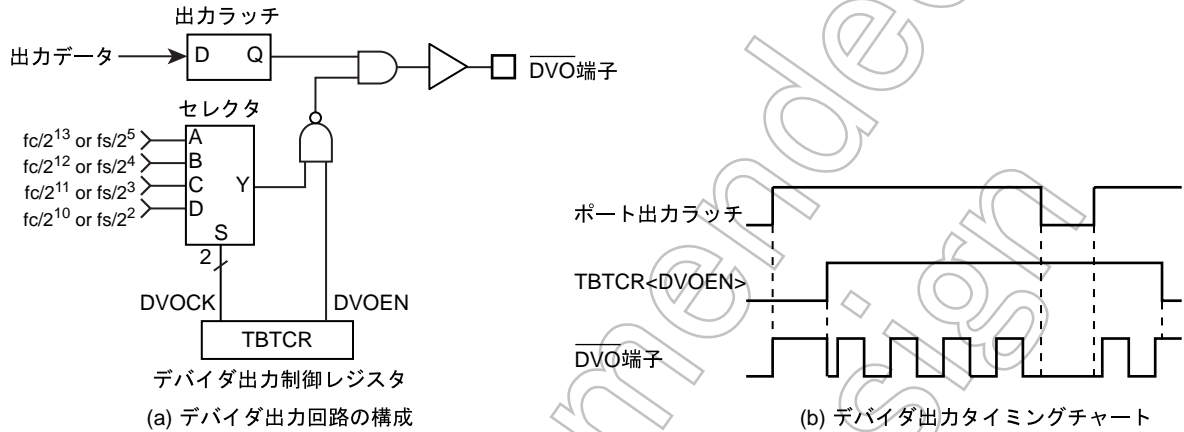 出力ラッチ
出力データ
D Q
DVO端子
セレクタ
fc/2^13 or fs/2^5
A
fc/2^12 or fs/2^4
B
fc/2^11 or fs/2^3
C
Y
fc/2^10 or fs/2^2
D
S
2
DVOCK
DVOEN
TBTCR
デバイダ出力制御レジスタ
(a) デバイダ出力回路の構成
ポート出力ラッチ
TBTCR<DVOEN>
DVO端子
(b) デバイダ出力タイミングチャート